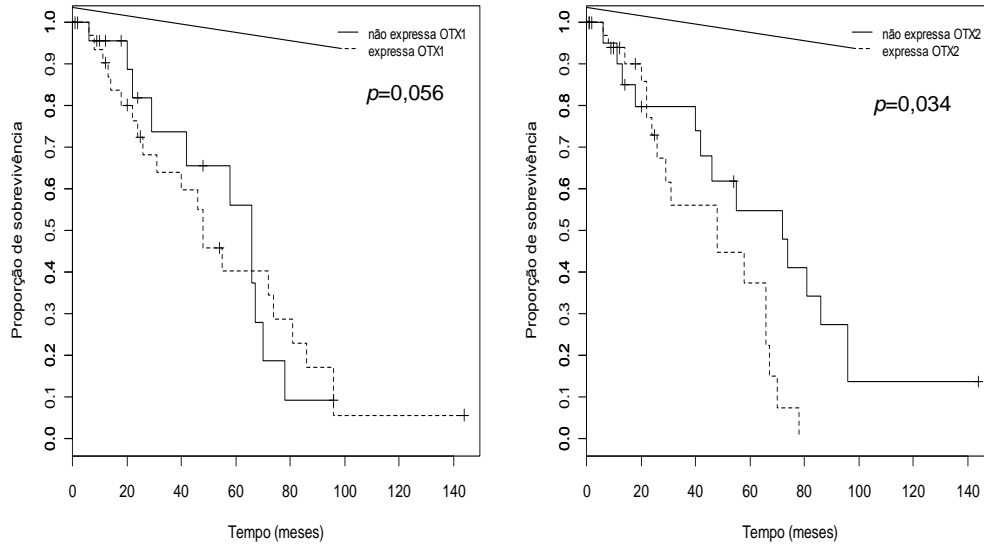 não expressa OTX1
expressa OTX1
p=0,056
Proporção de sobrevivência
1.0
0.9
0.8
0.7
0.6
0.5
0.4
0.3
0.2
0.1
0.0
0 20 40 60 80 100 120 140
Tempo (meses)
não expressa OTX2
expressa OTX2
p=0,034
Proporção de sobrevivência
1.0
0.9
0.8
0.7
0.6
0.5
0.4
0.3
0.2
0.1
0.0
0 20 40 60 80 100 120 140
Tempo (meses)